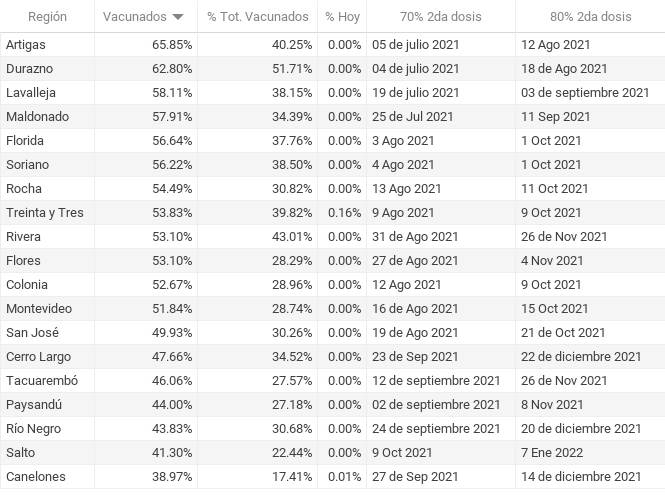 Región Vacunados % Tot. Vacunados % Hoy 70% 2da dosis 80% 2da dosis
Artigas 65.85% 40.25% 0.00% 05 de julio 2021 12 Ago 2021
Durazno 62.80% 51.71% 0.00% 04 de julio 2021 18 de Ago 2021
Lavalleja 58.11% 38.15% 0.00% 19 de julio 2021 03 de septiembre 2021
Maldonado 57.91% 34.39% 0.00% 25 de Jul 2021 11 Sep 2021
Florida 56.64% 37.76% 0.00% 3 Ago 2021 1 Oct 2021
Soriano 56.22% 38.50% 0.00% 4 Ago 2021 1 Oct 2021
Rocha 54.49% 30.82% 0.00% 13 Ago 2021 11 Oct 2021
Treinta y Tres 53.83% 39.82% 0.16% 9 Ago 2021 9 Oct 2021
Rivera 53.10% 43.01% 0.00% 31 de Ago 2021 26 de Nov 2021
Flores 53.10% 28.29% 0.00% 27 de Ago 2021 4 Nov 2021
Colonia 52.67% 28.96% 0.00% 12 Ago 2021 9 Oct 2021
Montevideo 51.84% 28.74% 0.00% 16 de Ago 2021 15 Oct 2021
San José 49.93% 30.26% 0.00% 19 de Ago 2021 21 de Oct 2021
Cerro Largo 47.66% 34.52% 0.00% 23 de Sep 2021 22 de diciembre 2021
Tacuarembó 46.06% 27.57% 0.00% 12 de septiembre 2021 26 de Nov 2021
Paysandú 44.00% 27.18% 0.00% 02 de septiembre 2021 8 Nov 2021
Río Negro 43.83% 30.68% 0.00% 24 de septiembre 2021 20 de diciembre 2021
Salto 41.30% 22.44% 0.00% 9 Oct 2021 7 Ene 2022
Canelones 38.97% 17.41% 0.01% 27 de Sep 2021 14 de diciembre 2021